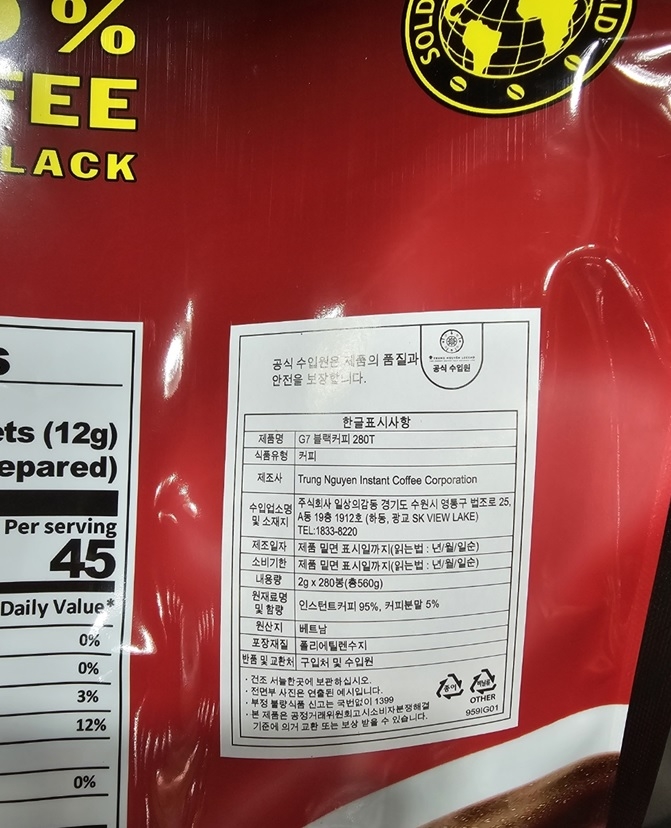 %
EE
LACK
SOLD
LD
s
ets (12g)
epared)
Per serving
45
Daily Value*
0%
0%
3%
12%
0%
공식 수입원은 제품의 품질과
안전을 보장합니다.
TRUNG NGUYEN LEGEND
공식 수입원
한글표시사항
제품명 G7 블랙커피 280T
식품유형 커피
제조사 Trung Nguyen Instant Coffee Corporation
수입업소명 및 소재지 주식회사 일상의감동 경기도 수원시 영통구 법조로 25,
A동 19층 1912호 (하동, 광교 SK VIEW LAKE)
TEL:1833-8220
제조일자 제품 밑면 표시일까지(읽는법 : 년/월/일순)
소비기한 제품 밑면 표시일까지(읽는법 : 년/월/일순)
내용량 2g x 280봉(총560g)
원재료명 및 함량 인스턴트커피 95%, 커피분말 5%
원산지 베트남
포장재질 폴리에틸렌수지
반품 및 교환처 구입처 및 수입원
· 건조 서늘한곳에 보관하십시오.
· 전면부 사진은 연출된 예시입니다.
· 부정 불량식품 신고는 국번없이 1399
· 본 제품은 공정거래위원회고시소비자분쟁해결
기준에 의거 교환 또는 보상 받을 수 있습니다.
종이
비닐류
OTHER
959IG01